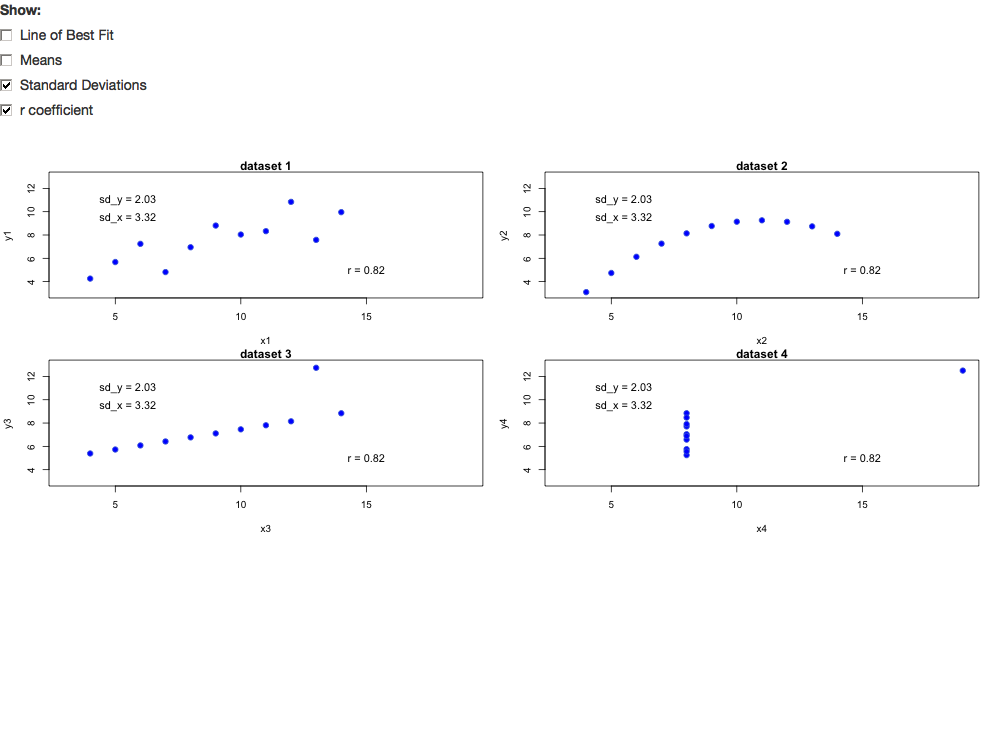 Show:
Line of Best Fit
Means
Standard Deviations
r coefficient
dataset 1
sd_y = 2.03
sd_x = 3.32
r = 0.82
y1
4 6 8 10 12
5 10 15
x1
dataset 2
sd_y = 2.03
sd_x = 3.32
r = 0.82
y2
4 6 8 10 12
5 10 15
x2
dataset 3
sd_y = 2.03
sd_x = 3.32
r = 0.82
y3
4 6 8 10 12
5 10 15
x3
dataset 4
sd_y = 2.03
sd_x = 3.32
r = 0.82
y4
4 6 8 10 12
5 10 15
x4